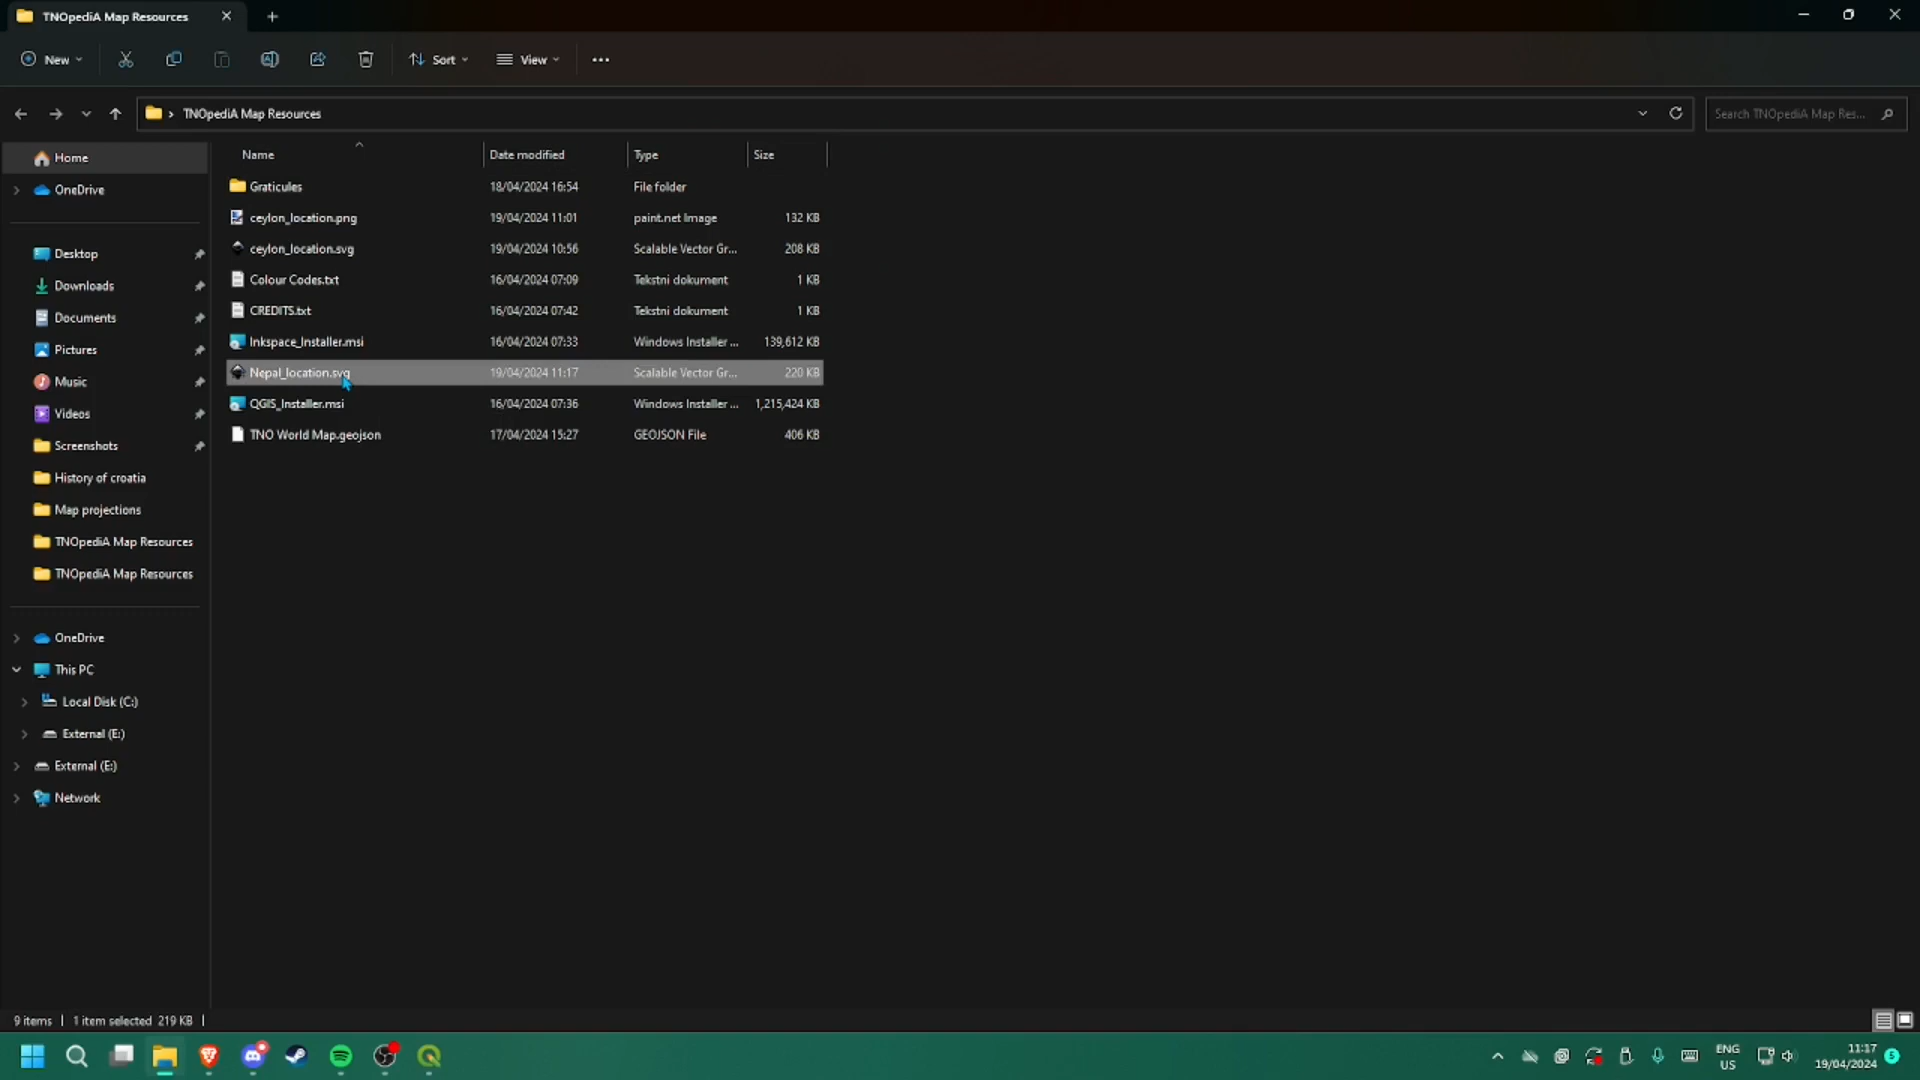 TNOpediA Map Resources
New
Sort
View
TNOpediA Map Resources
Search TNOpediA Map Res...
Home
OneDrive
Desktop
Downloads
Documents
Pictures
Music
Videos
Screenshots
History of croatia
Map projections
TNOpediA Map Resources
TNOpediA Map Resources
OneDrive
This PC
Local Disk (C:)
External (E:)
External (E:)
Network
Name Date modified Type Size
Graticules 18/04/2024 16:54 File folder
ceylon_location.png 19/04/2024 11:01 paint.net Image 132 KB
ceylon_location.svg 19/04/2024 10:56 Scalable Vector Gr... 208 KB
Colour Codes.txt 16/04/2024 07:09 Tekstni dokument 1 KB
CREDITS.txt 16/04/2024 07:42 Tekstni dokument 1 KB
Inkspace_Installer.msi 16/04/2024 07:33 Windows Installer ... 139,612 KB
Nepal_location.svg 19/04/2024 11:17 Scalable Vector Gr... 220 KB
QGIS_Installer.msi 16/04/2024 07:36 Windows Installer ... 1,215,424 KB
TNO World Map.geojson 17/04/2024 15:27 GEOJSON File 406 KB
9 items 1 item selected 219 KB
ENG
US
11:17
19/04/2024
5